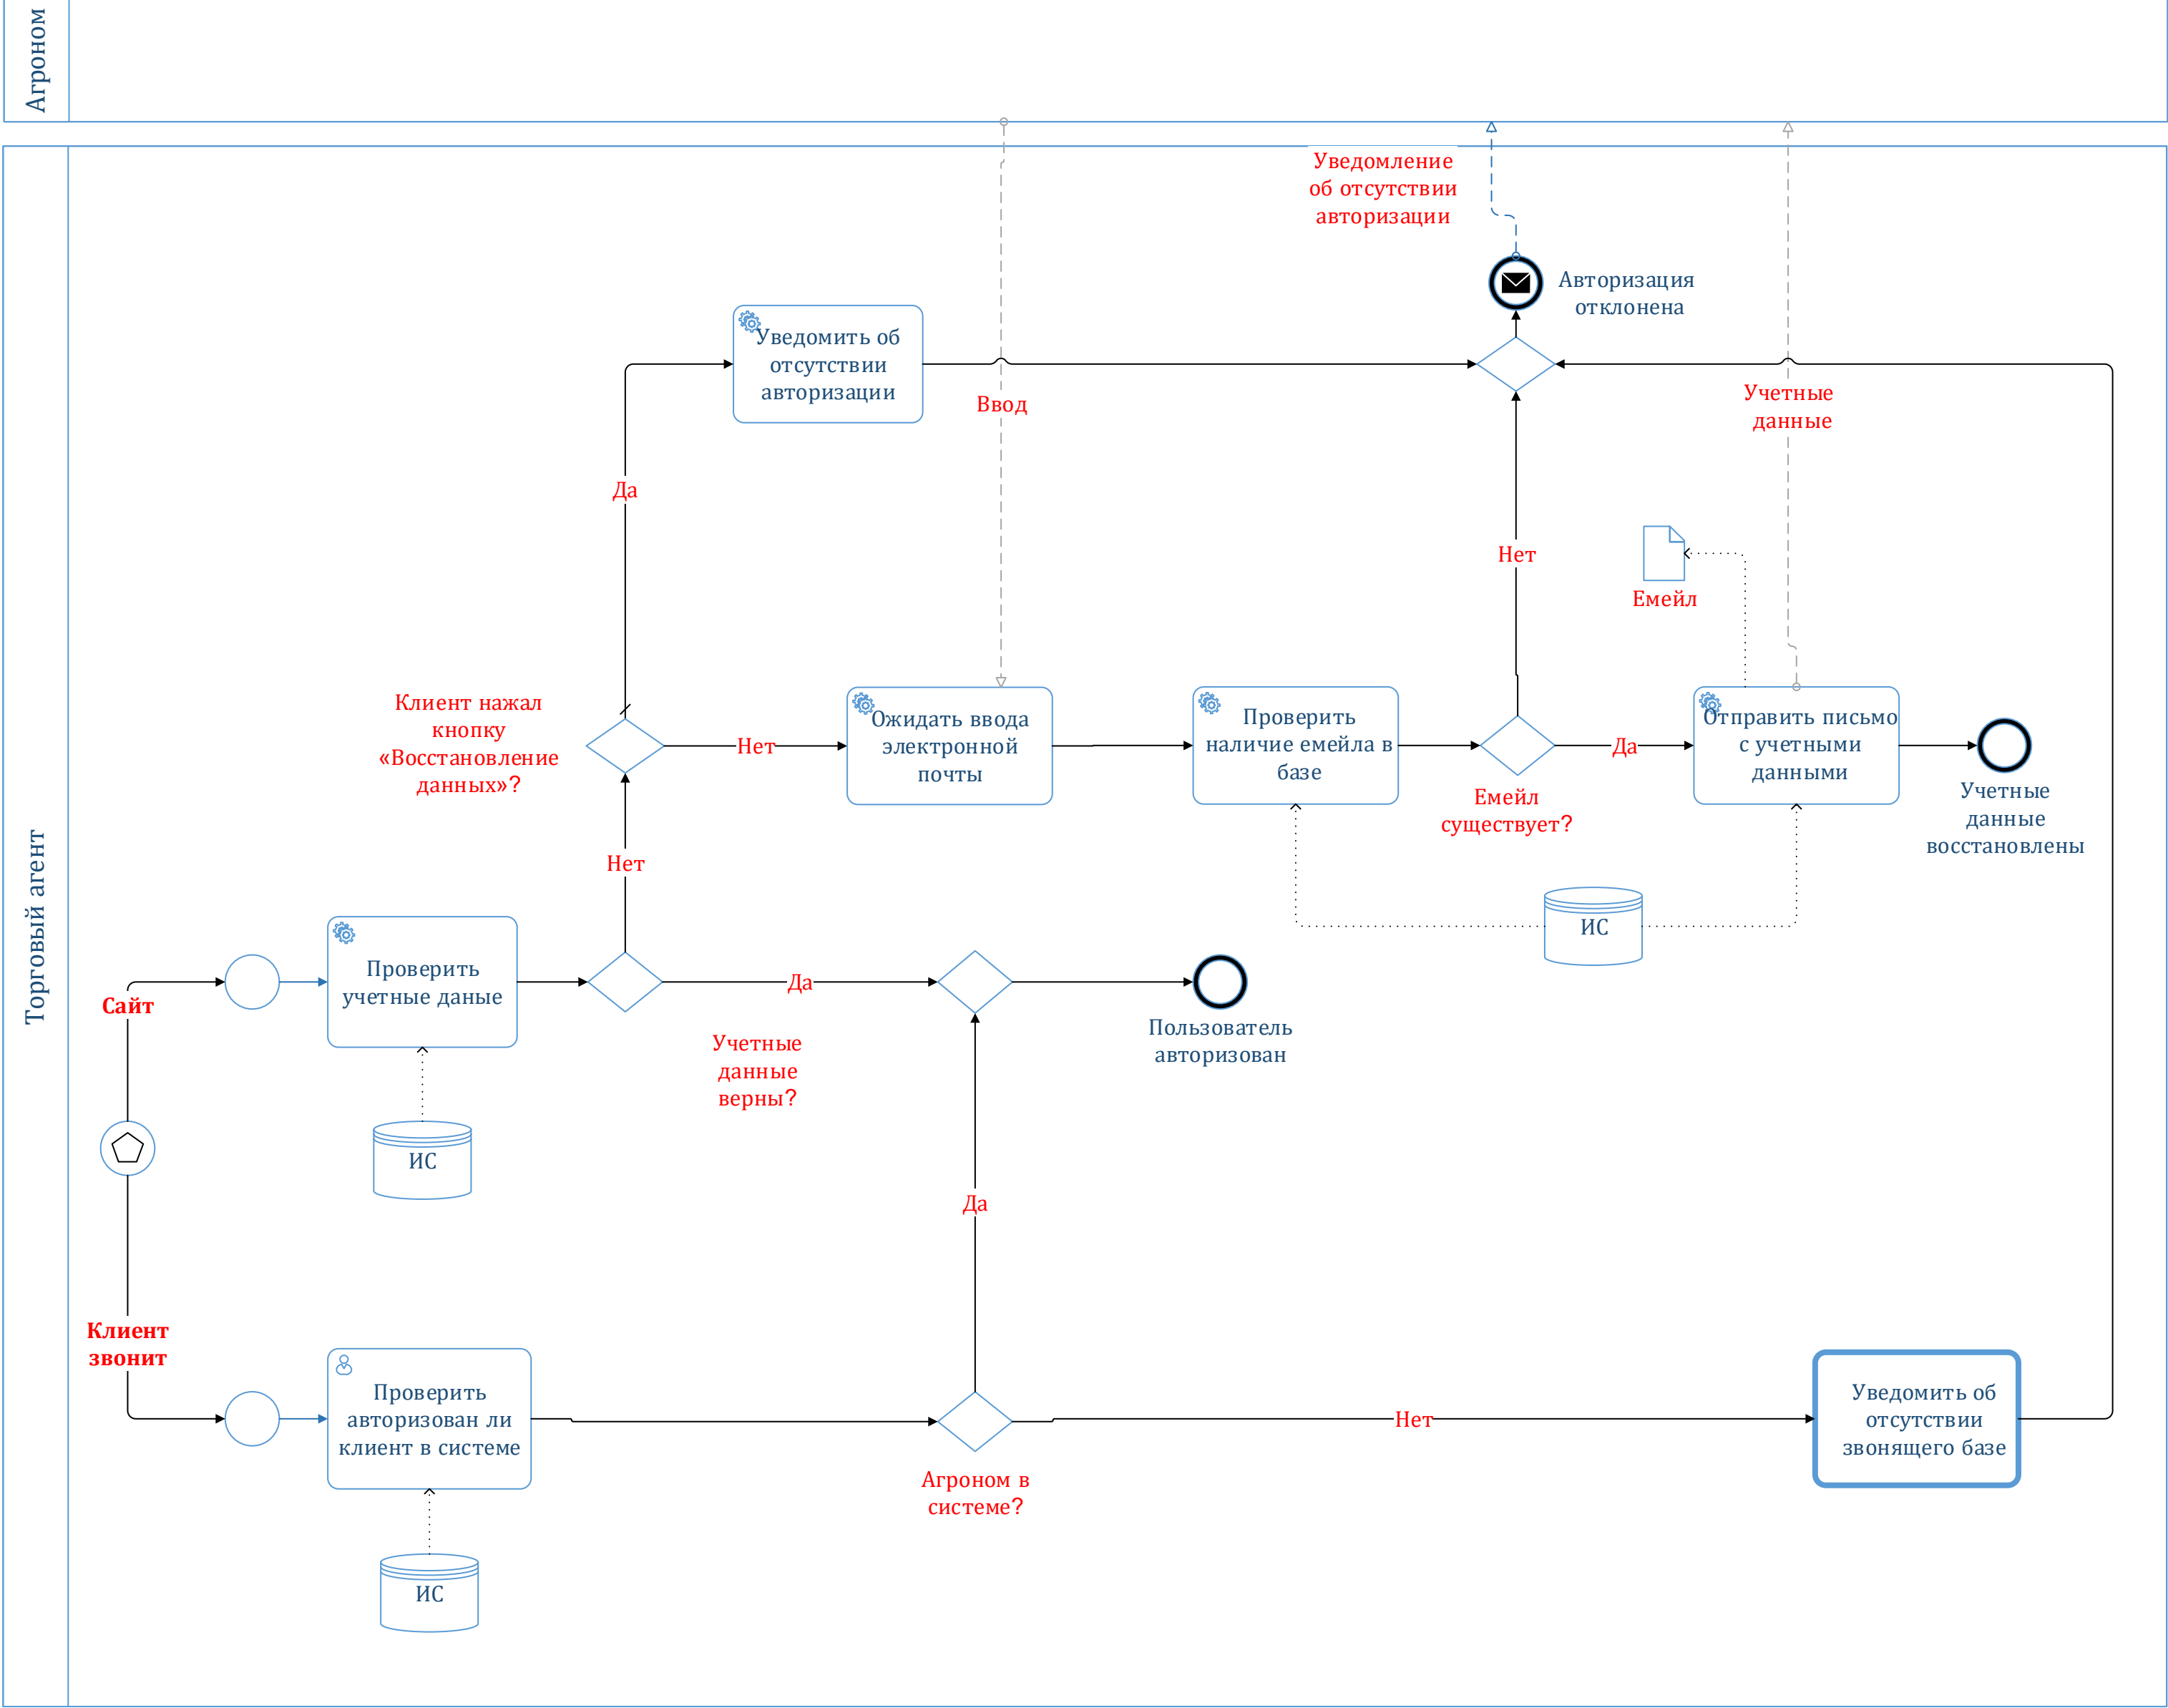 Агроном
Торговый агент
Уведомление
об отсутствии
авторизации
Авторизация
отклонена
Уведомить об
отсутствии
авторизации
Ввод
Учетные
данные
Да
Нет
Емейл
Клиент нажал
кнопку
«Восстановление
данных»?
Нет
Ожидать ввода
электронной
почты
Проверить
наличие емейла в
базе
Емейл
существует?
Да
Отправить письмо
с учетными
данными
Учетные
данные
восстановлены
Нет
ИС
Сайт
Проверить
учетные даные
Да
Учетные
данные
верны?
Пользователь
авторизован
ИС
Да
Клиент
звонит
Проверить
авторизован ли
клиент в системе
Агроном в
системе?
Нет
Уведомить об
отсутствии
звонящего базе
ИС